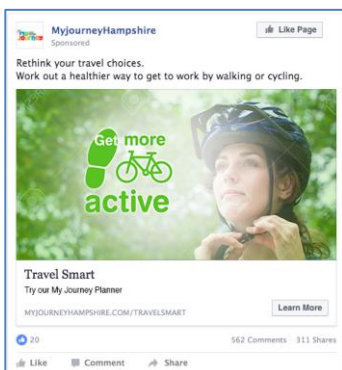 MyjourneyHampshire
Like Page
Sponsored
Rethink your travel choices.
Work out a healthier way to get to work by walking or cycling.
Get more
active
Travel Smart
Try our My Journey Planner
MYJOURNEYHAMPSHIRE.COM/TRAVELSMART
Learn More
20
562 Comments 311 Shares
Like Comment Share